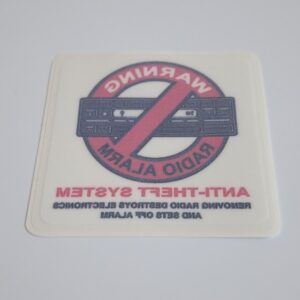 WARNING
RADIO ALARM
ANTI-THEFT SYSTEM
REMOVING RADIO DESTROYS ELECTRONICS
AND SETS OFF ALARM